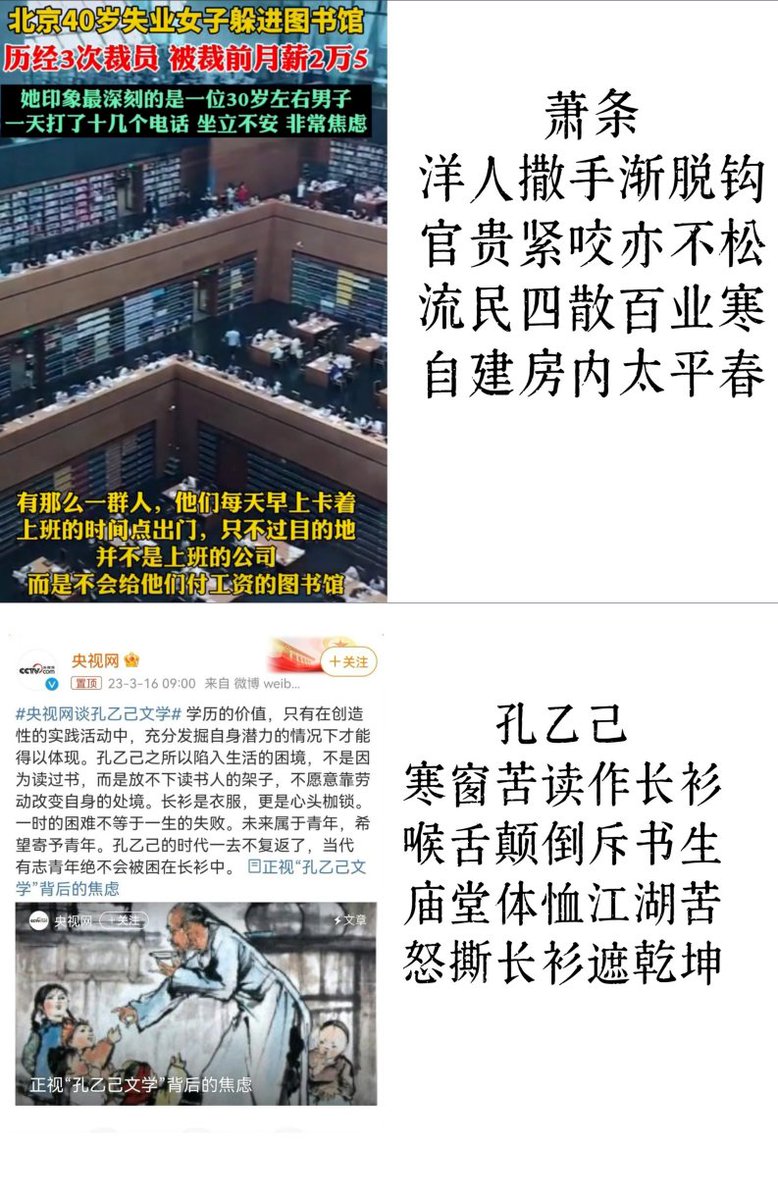 北京40岁失业女子躲进图书馆
历经3次裁员 被裁前月薪2万5
她印象最深刻的是一位30岁左右男子
一天打了十几个电话 坐立不安 非常焦虑
有那么一群人，他们每天早上卡着
上班的时间点出门，只不过目的地
并不是上班的公司
而是不会给他们付工资的图书馆
萧条
洋人撒手渐脱钩
官贵紧咬亦不松
流民四散百业寒
自建房内太平春
CCTV.com
央视网
+关注
置顶 23-3-16 09:00 来自 微博 weib...
#央视网谈孔乙己文学# 学历的价值，只有在创造
性的实践活动中，充分发掘自身潜力的情况下才能
得以体现。孔乙己之所以陷入生活的困境，不是因
为读过书，而是放不下读书人的架子，不愿意靠劳
动改变自身的处境。长衫是衣服，更是心头枷锁。
一时的困难不等于一生的失败。未来属于青年，希
望寄予青年。孔乙己的时代一去不复返了，当代
有志青年绝不会被困在长衫中。 正视“孔乙己文
学”背后的焦虑
央视网 +关注
文章
正视“孔乙己文学”背后的焦虑
孔乙己
寒窗苦读作长衫
喉舌颠倒斥书生
庙堂体恤江湖苦
怒撕长衫遮乾坤